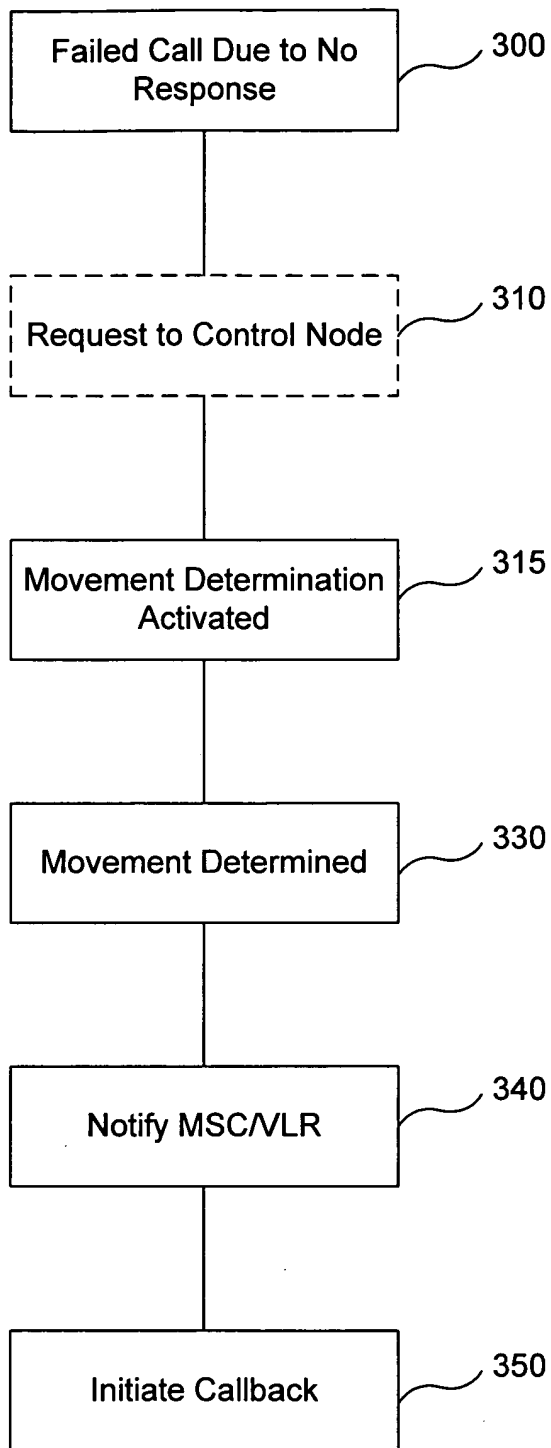 Failed Call Due to No
Response
300
Request to Control Node
310
Movement Determination
Activated
315
Movement Determined
330
Notify MSC/VLR
340
Initiate Callback
350